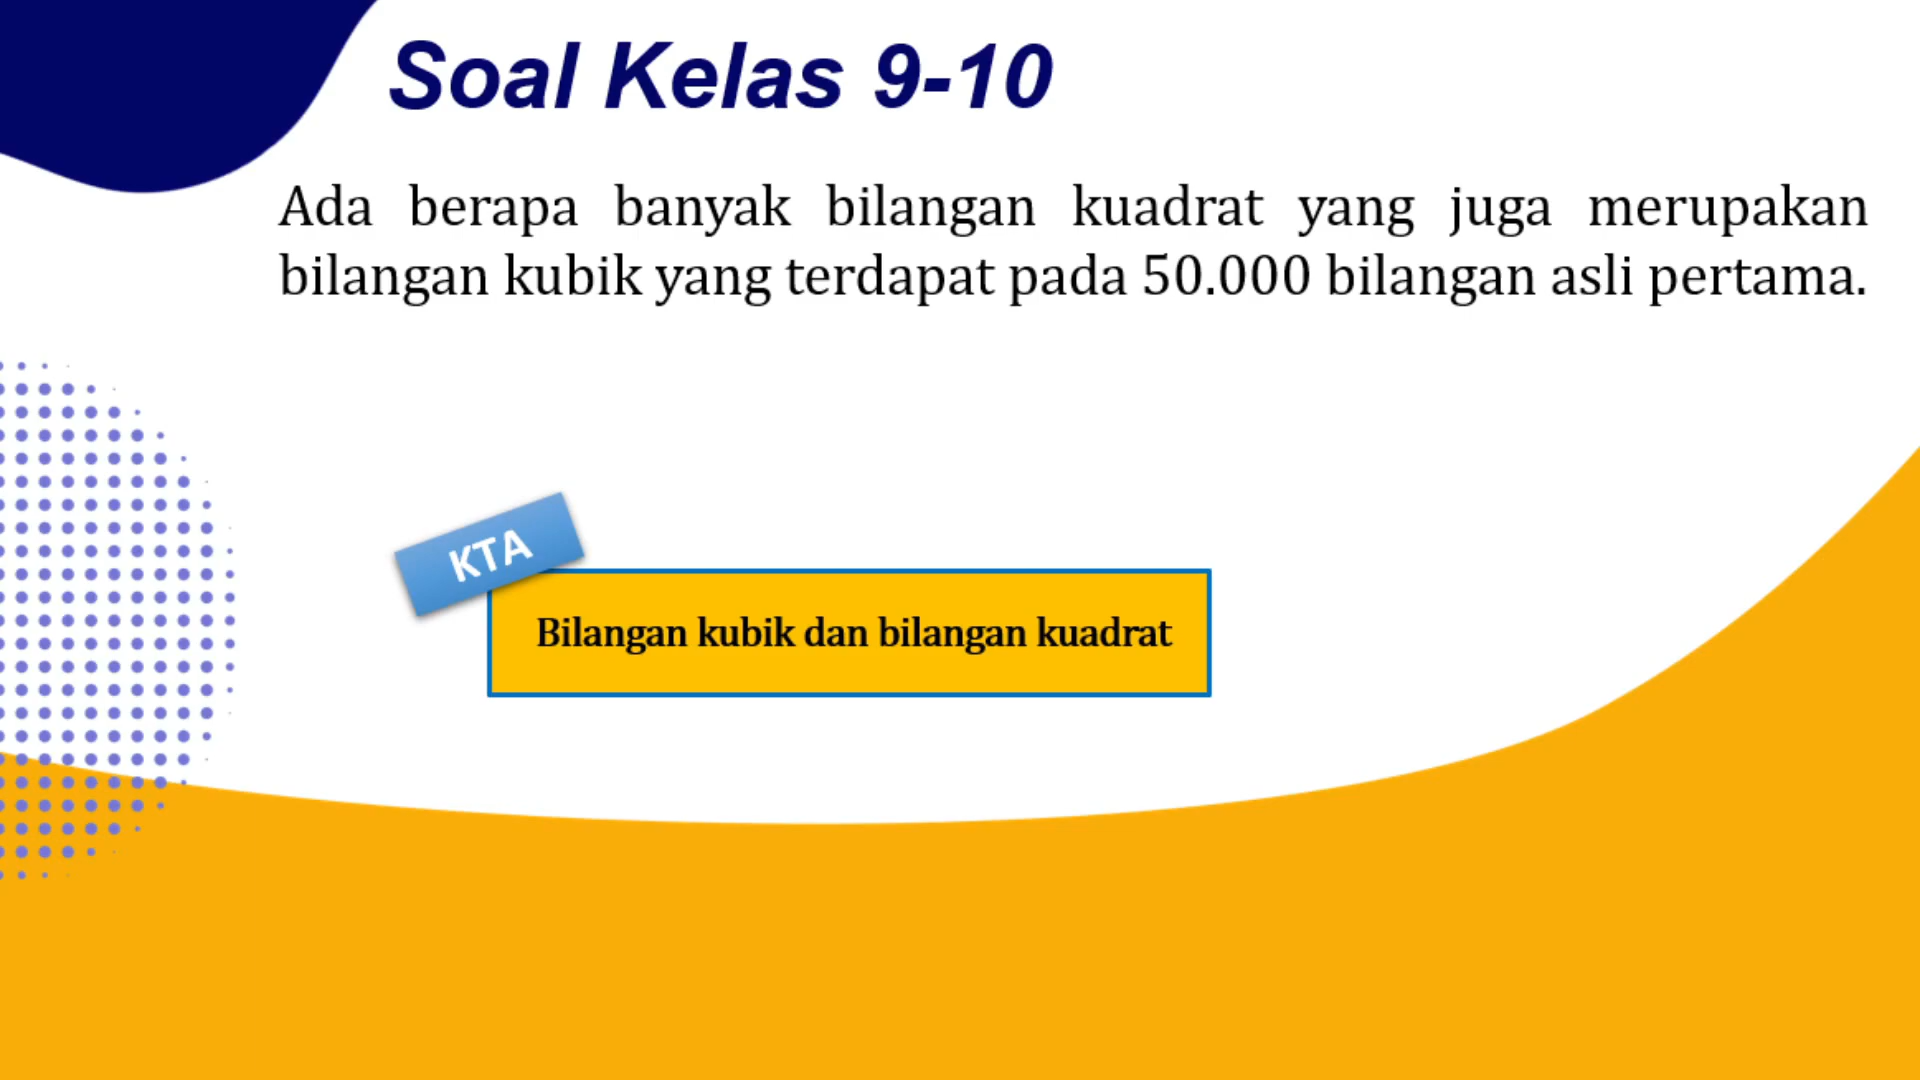 Soal Kelas 9-10
Ada berapa banyak bilangan kuadrat yang juga merupakan
bilangan kubik yang terdapat pada 50.000 bilangan asli pertama.
KTA
Bilangan kubik dan bilangan kuadrat